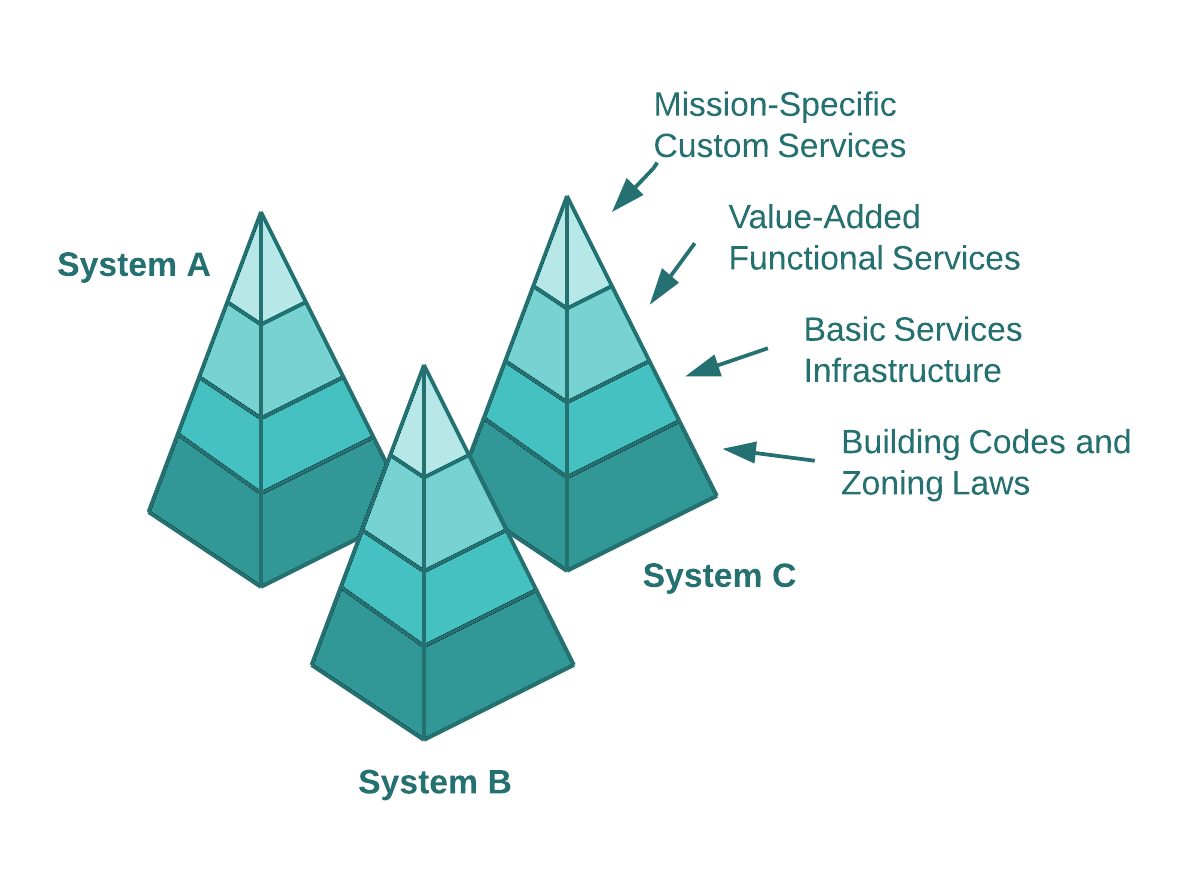 Mission-Specific
Custom Services
System A
Value-Added
Functional Services
Basic Services
Infrastructure
Building Codes and
Zoning Laws
System C
System B